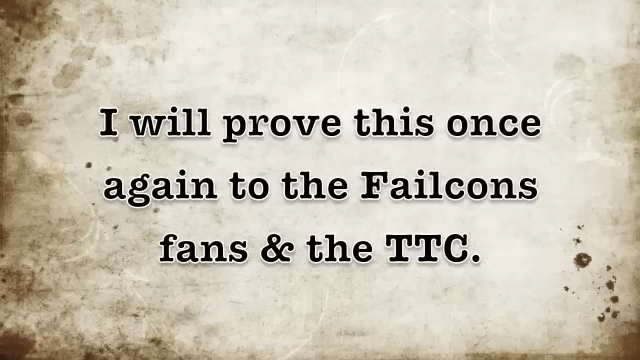 I will prove this once
again to the Failcons
fans & the TTC.